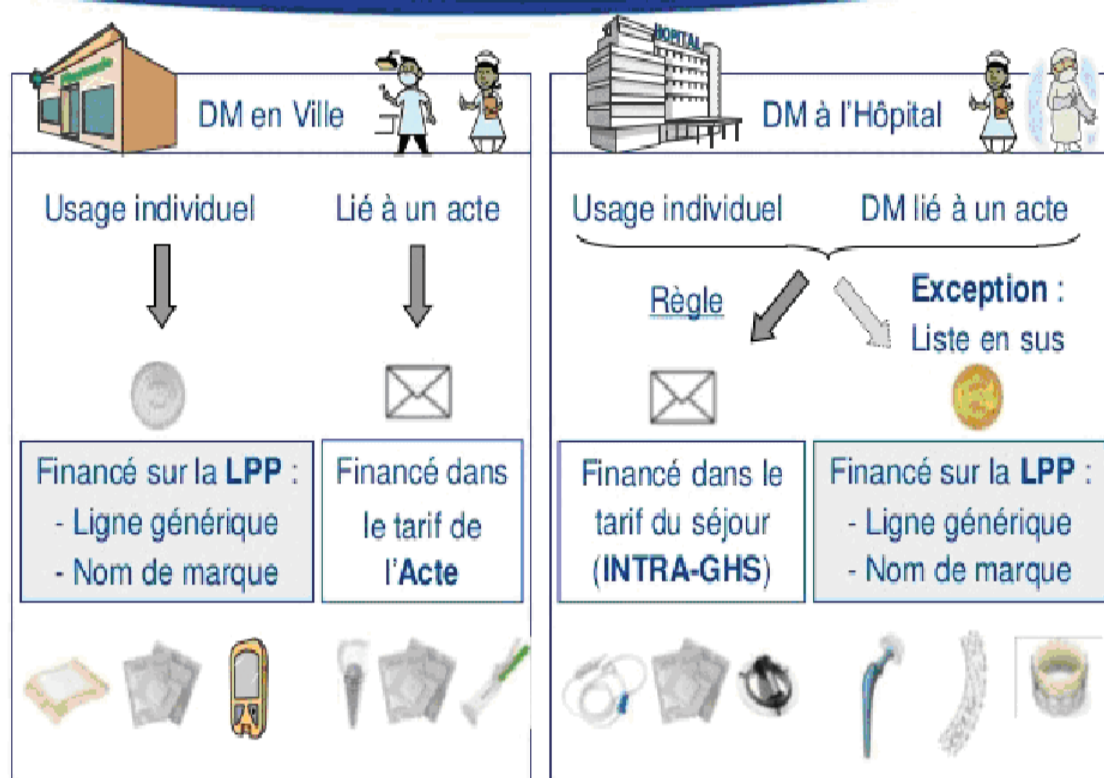 HOPITAL
DM en Ville
DM à l'Hôpital
Usage individuel
Lié à un acte
Usage individuel
DM lié à un acte
Règle
Exception :
Liste en sus
Financé sur la LPP :
- Ligne générique
- Nom de marque
Financé dans
le tarif de
l'Acte
Financé dans le
tarif du séjour
(INTRA-GHS)
Financé sur la LPP :
- Ligne générique
- Nom de marque